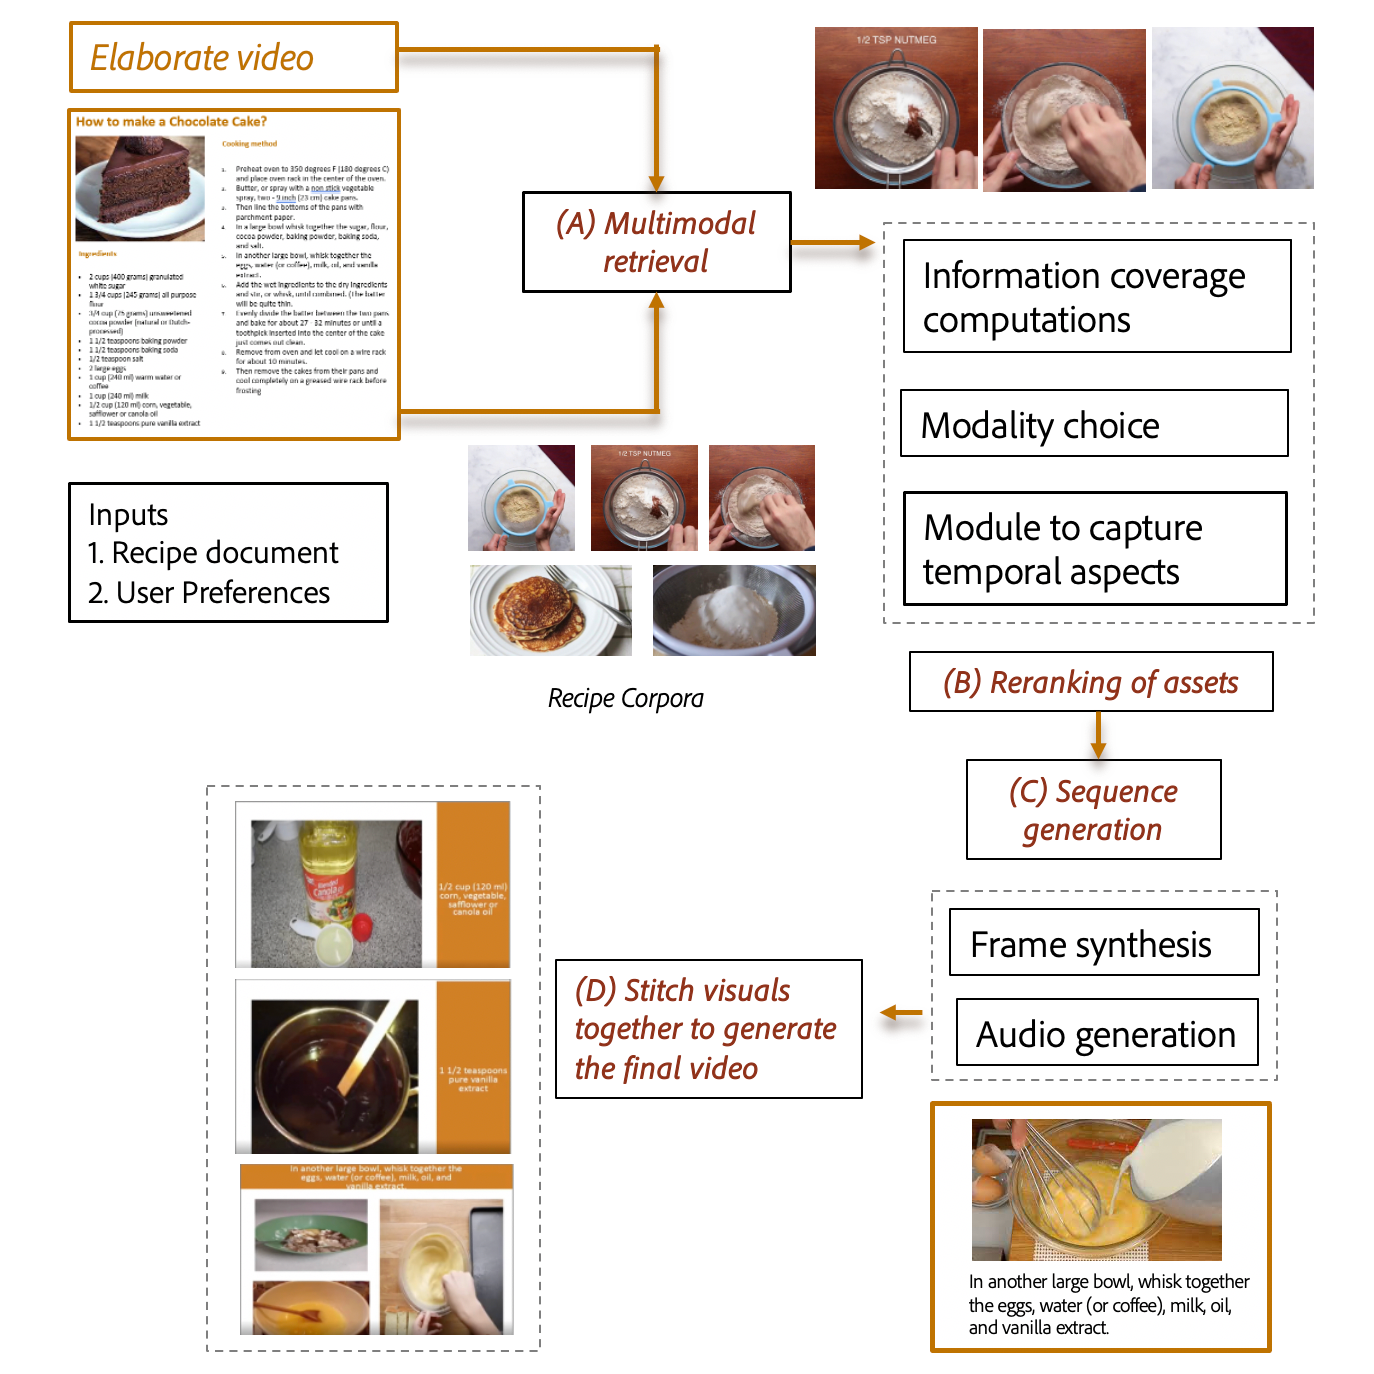 Elaborate video
How to make a Chocolate Cake?
Cooking method
1. Preheat oven to 350 degrees F (180 degrees C)
and place oven rack in the center of the oven.
2. Butter, or spray with a non stick vegetable
spray, two - 9 inch (23 cm) cake pans.
3. Then line the bottoms of the pans with
parchment paper.
4. In a large bowl whisk together the sugar, flour,
cocoa powder, baking powder, baking soda,
and salt.
5. In another large bowl, whisk together the
eggs, water (or coffee), milk, oil, and vanilla
extract.
6. Add the wet ingredients to the dry ingredients
and stir, or whisk, until combined. (The batter
will be quite thin.
7. Evenly divide the batter between the two pans
and bake for about 27 - 32 minutes or until a
toothpick inserted into the center of the cake
just comes out clean.
8. Remove from oven and let cool on a wire rack
for about 10 minutes.
9. Then remove the cakes from their pans and
cool completely on a greased wire rack before
frosting
Ingredients
• 2 cups (400 grams) granulated
white sugar
• 1 3/4 cups (245 grams) all purpose
flour
• 3/4 cup (75 grams) unsweetened
cocoa powder (natural or Dutch-
processed)
• 1 1/2 teaspoons baking powder
• 1 1/2 teaspoons baking soda
• 1/2 teaspoon salt
• 2 large eggs
• 1 cup (240 ml) warm water or
coffee
• 1 cup (240 ml) milk
• 1/2 cup (120 ml) corn, vegetable,
safflower or canola oil
• 1 1/2 teaspoons pure vanilla extract
Inputs
1. Recipe document
2. User Preferences
(A) Multimodal
retrieval
1/2 TSP NUTMEG
Information coverage
computations
Modality choice
Module to capture
temporal aspects
1/2 TSP NUTMEG
Recipe Corpora
(B) Reranking of assets
(C) Sequence
generation
Frame synthesis
Audio generation
In another large bowl, whisk together
the eggs, water (or coffee), milk, oil,
and vanilla extract.
(D) Stitch visuals
together to generate
the final video
Canola
1/2 cup (120 ml)
corn, vegetable,
safflower or
canola oil
1 1/2 teaspoons
pure vanilla
extract
In another large bowl, whisk together the
eggs, water (or coffee), milk, oil, and
vanilla extract.